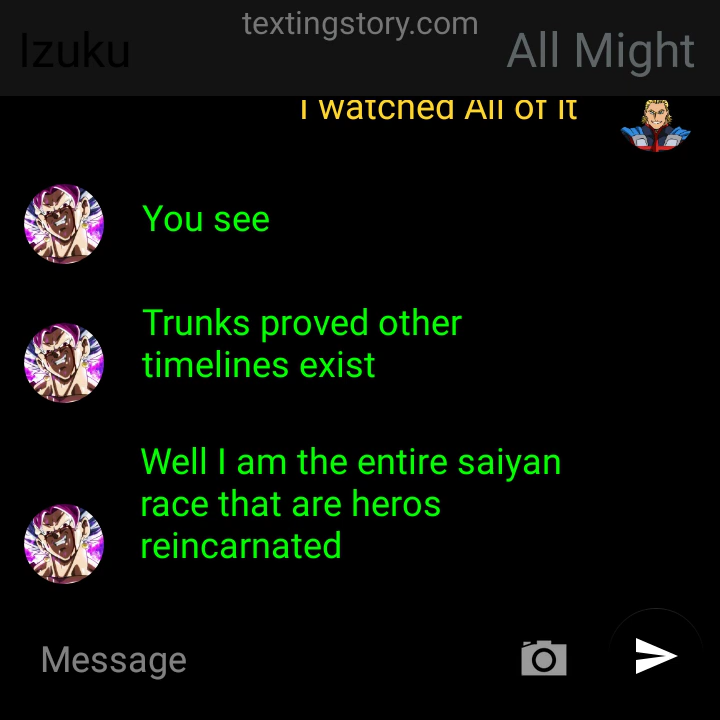 textingstory.com
Izuku
All Might
I watched All of it
You see
Trunks proved other
timelines exist
Well I am the entire saiyan
race that are heros
reincarnated
Message